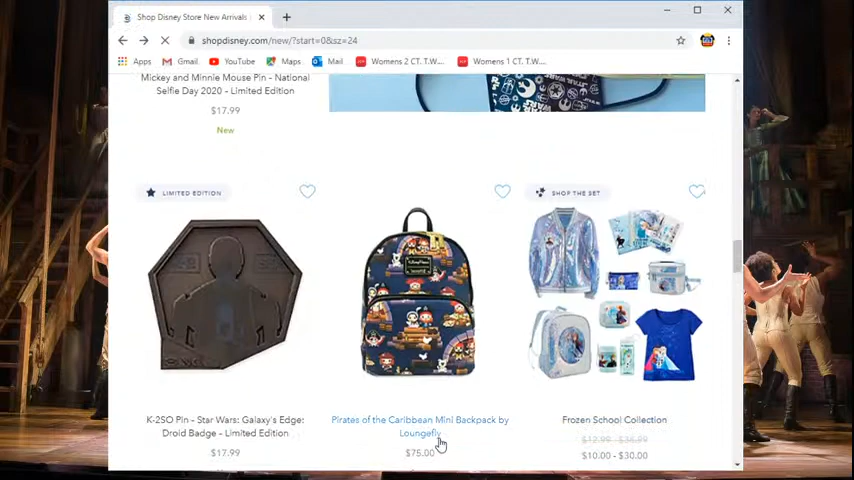 Shop Disney Store New Arrivals
shopdisney.com/new/?start=0&sz=24
Apps
Gmail
YouTube
Maps
Mail
Womens 2 CT. T.W...
Womens 1 CT. T.W...
Mickey and Minnie Mouse Pin - National
Selfie Day 2020 - Limited Edition
$17.99
New
STAR WARS
LIMITED EDITION
SHOP THE SET
K-2SO Pin - Star Wars: Galaxy's Edge:
Droid Badge - Limited Edition
$17.99
Pirates of the Caribbean Mini Backpack by
Loungefly
$75.00
Frozen School Collection
$12.99 - $36.99
$10.00 - $30.00